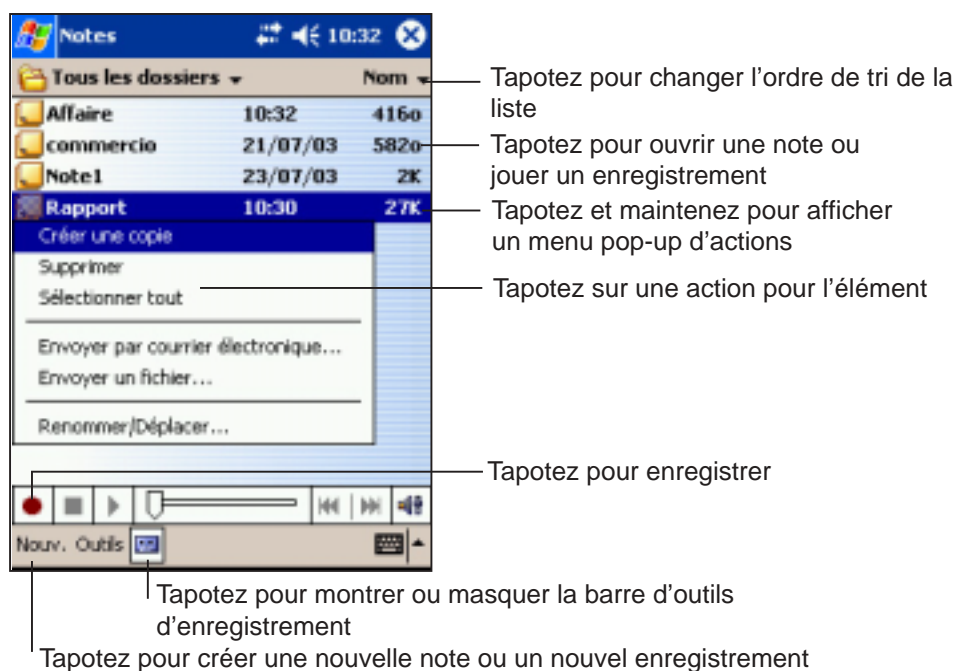 Notes 10:32
Tous les dossiers Nom
Affaire 10:32 416o
commercio 21/07/03 582o
Note1 23/07/03 2K
Rapport 10:30 27K
Créer une copie
Supprimer
Sélectionner tout
Envoyer par courrier électronique...
Envoyer un fichier...
Renommer/Déplacer...
Nouv. Outils
Tapotez pour changer l’ordre de tri de la
liste
Tapotez pour ouvrir une note ou
jouer un enregistrement
Tapotez et maintenez pour afficher
un menu pop-up d’actions
Tapotez sur une action pour l’élément
Tapotez pour enregistrer
Tapotez pour montrer ou masquer la barre d’outils
d’enregistrement
Tapotez pour créer une nouvelle note ou un nouvel enregistrement